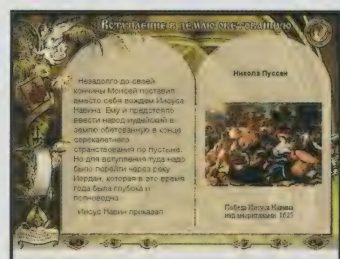 Вступление в землю обетованную
Незадолго до своей
кончины Моисей поставил
вместо себя вождем Иисуса
Навина. Ему и предстояло
ввести народ иудейский в
землю обетованную в конце
сорокалетнего
странствования по пустыне.
Но для вступления туда надо
было перейти через реку
Иордан, которая в это время
года была глубока и
полноводна.
Иисус Навин приказал
Никола Пуссен
Победа Иисуса Навина
над аморитянами. 1625